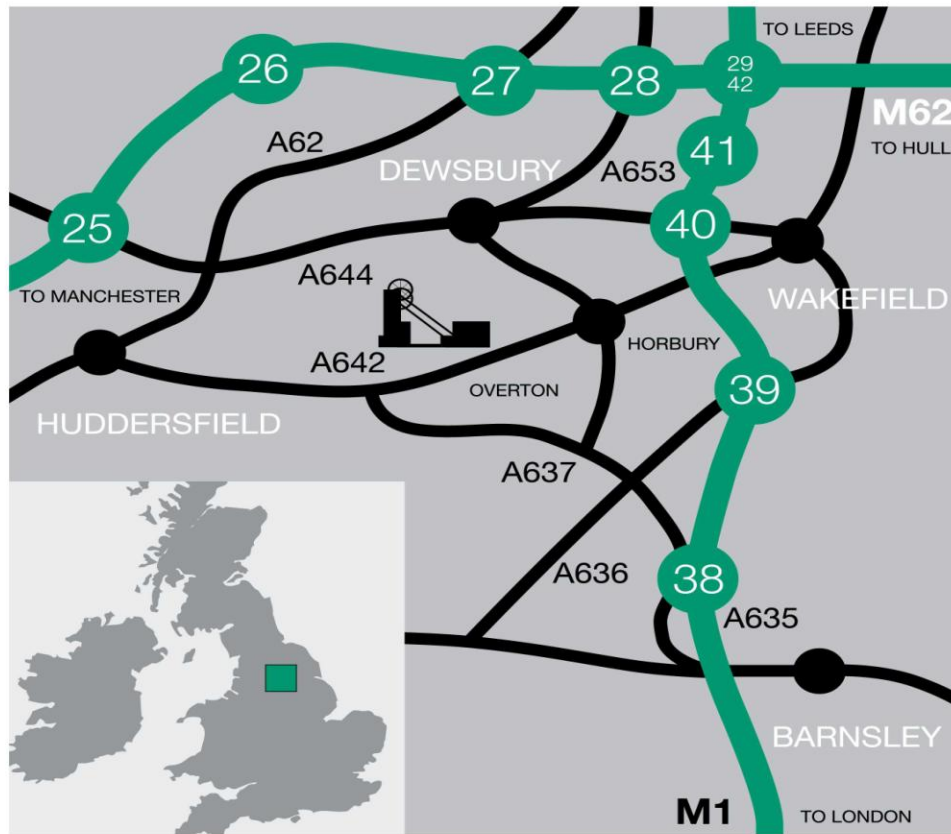 TO LEEDS
26
27
28
29
42
M62
A62
41
TO HULL
DEWSBURY
A653
25
40
A644
TO MANCHESTER
WAKEFIELD
HORBURY
A642
OVERTON
39
HUDDERSFIELD
A637
A636
38
A635
BARNSLEY
M1
TO LONDON